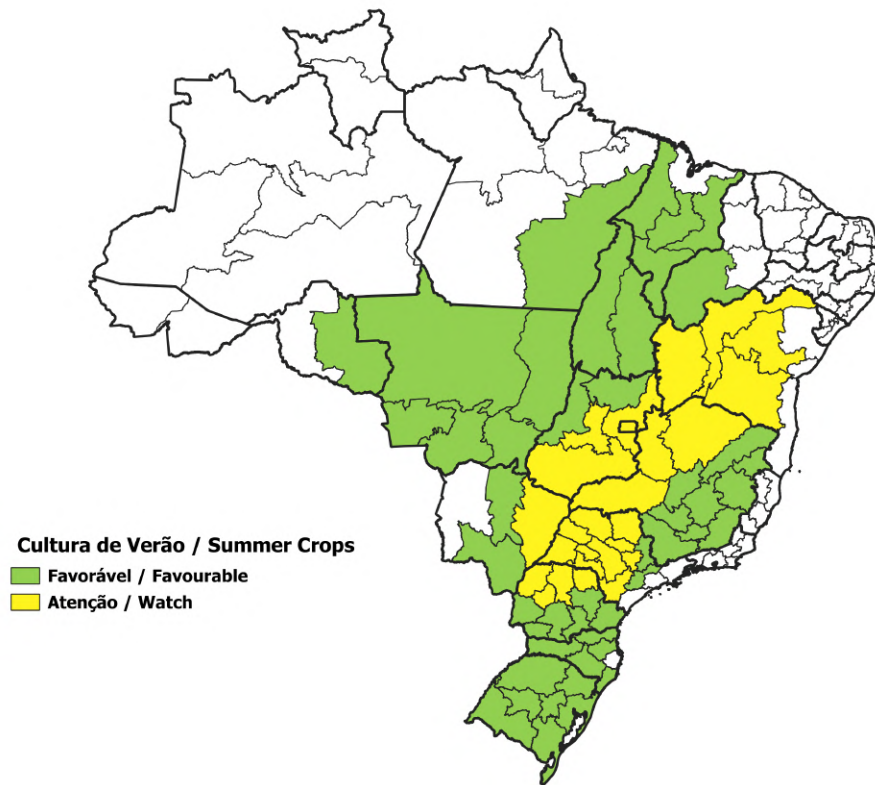 Cultura de Verão / Summer Crops
Favorável / Favourable
Atenção / Watch